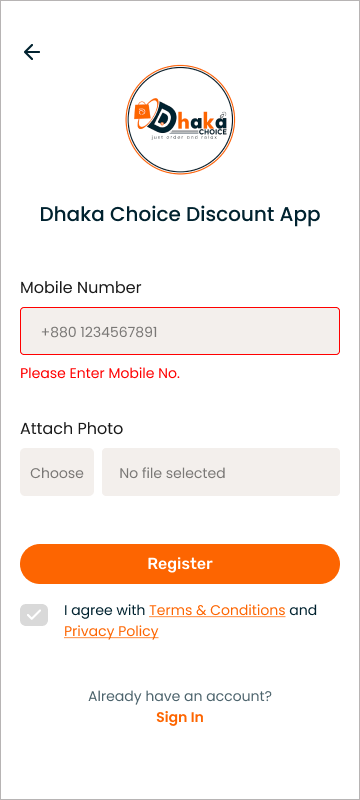 Dhaka
CHOICE
just order and relax
Dhaka Choice Discount App
Mobile Number
+880 1234567891
Please Enter Mobile No.
Attach Photo
Choose
No file selected
Register
I agree with Terms & Conditions and
Privacy Policy
Already have an account?
Sign In